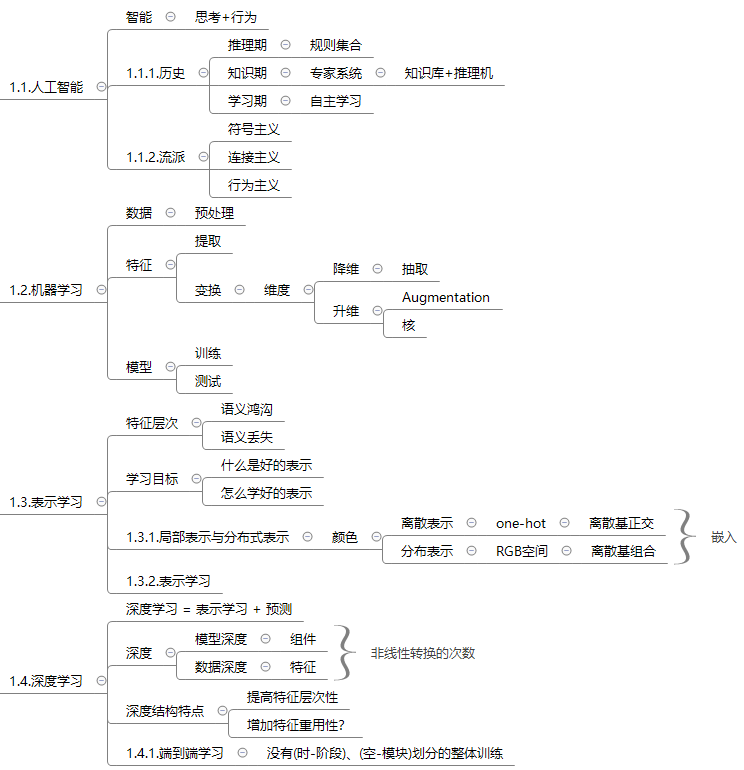 1.1.人工智能
智能
思考+行为
1.1.1.历史
推理期
规则集合
知识期
专家系统
知识库+推理机
学习期
自主学习
1.1.2.流派
符号主义
连接主义
行为主义
1.2.机器学习
数据
预处理
特征
提取
变换
维度
降维
抽取
升维
Augmentation
核
模型
训练
测试
1.3.表示学习
特征层次
语义鸿沟
语义丢失
学习目标
什么是好的表示
怎么学好的表示
1.3.1.局部表示与分布式表示
颜色
离散表示
one-hot
离散基正交
分布表示
RGB空间
离散基组合
嵌入
1.3.2.表示学习
1.4.深度学习
深度学习 = 表示学习 + 预测
深度
模型深度
组件
数据深度
特征
非线性转换的次数
深度结构特点
提高特征层次性
增加特征重用性?
1.4.1.端到端学习
没有(时-阶段)、(空-模块)划分的整体训练